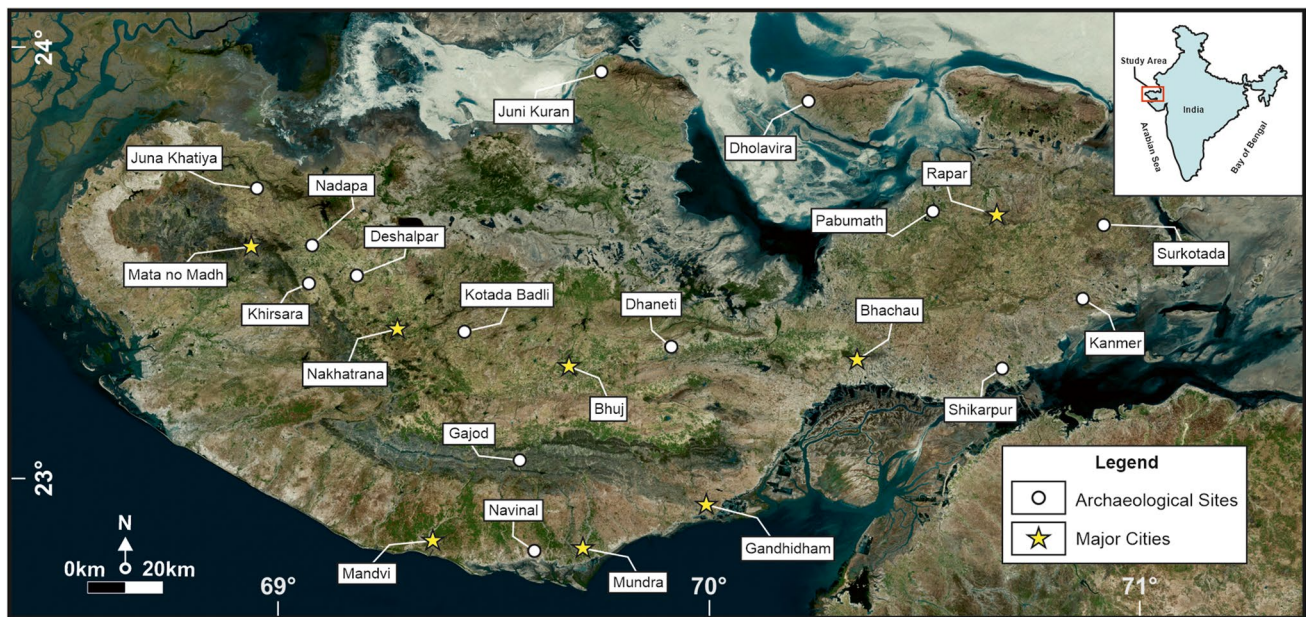 24°
Juni Kuran
Dholavira
Study Area
India
Arabian Sea
Bay of Bengal
Juna Khatiya
Nadapa
Rapar
Pabumath
Deshalpar
Surkotada
Mata no Madh
Khirsara
Kotada Badli
Dhaneti
Bhachau
Kanmer
Nakhatrana
Bhuj
Shikarpur
Gajod
23°
Legend
Archaeological Sites
Major Cities
Navinal
N
0km 20km
Mandvi
Mundra
Gandhidham
69°
70°
71°